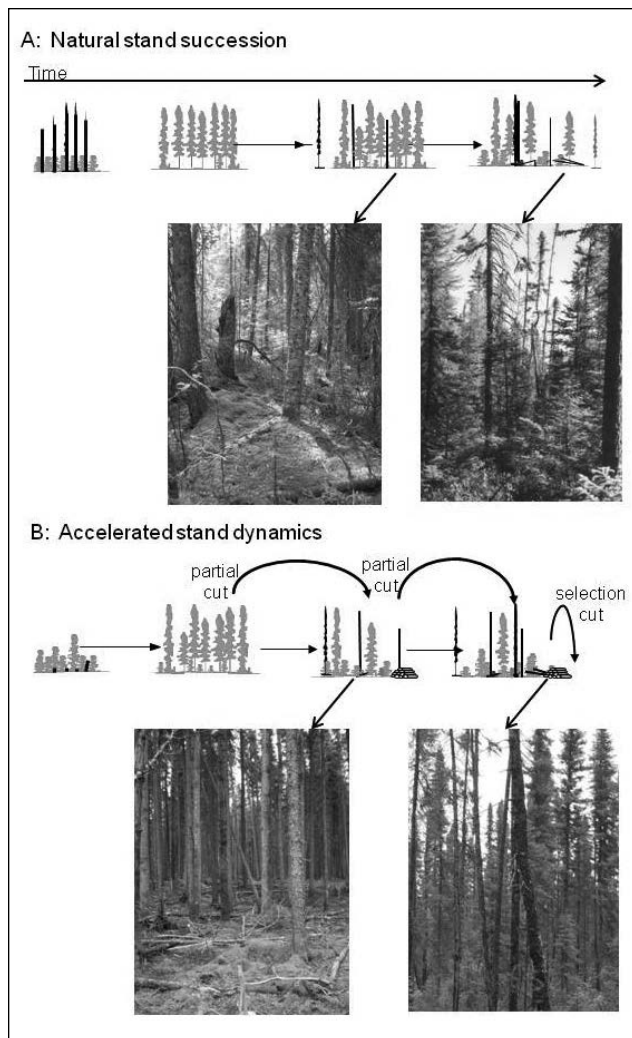 A: Natural stand succession
Time
B: Accelerated stand dynamics
partial
cut
partial
cut
selection
cut